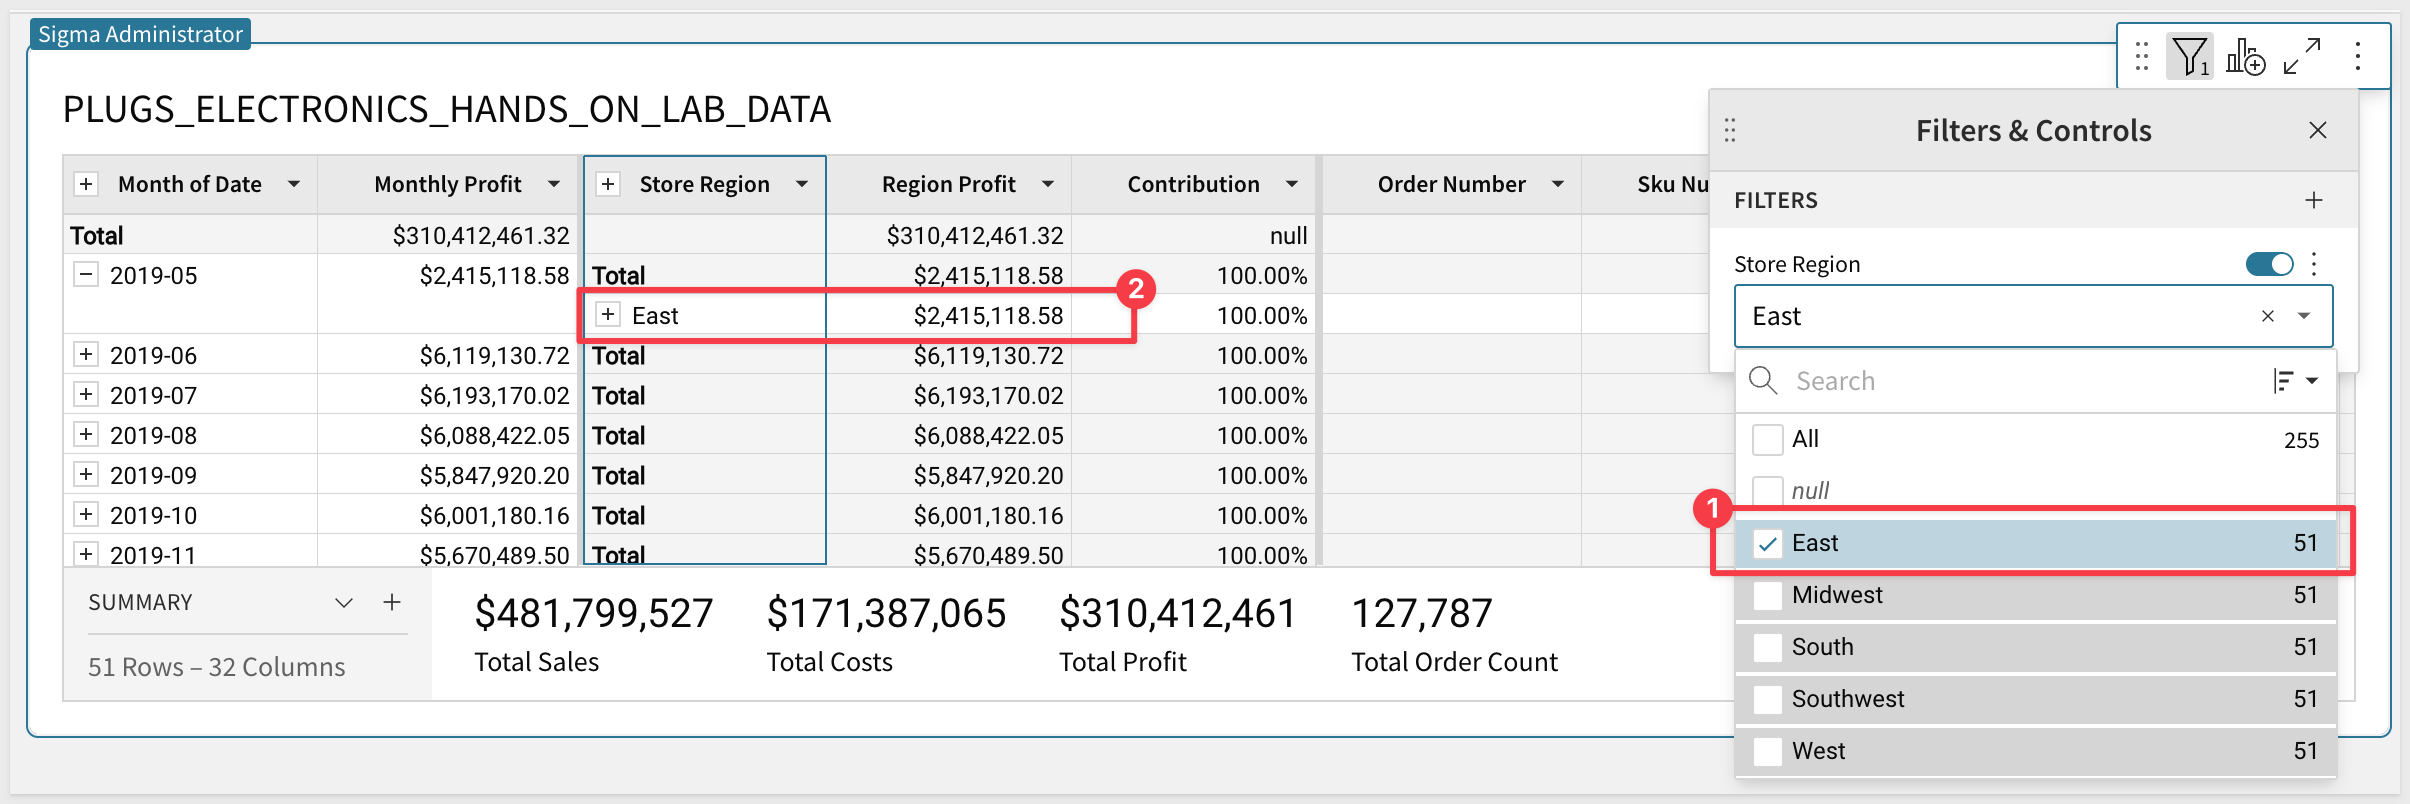 Sigma Administrator
1
PLUGS_ELECTRONICS_HANDS_ON_LAB_DATA
Filters & Controls
Month of Date Monthly Profit Store Region Region Profit Contribution Order Number Sku Nu
FILTERS
Total $310,412,461.32 $310,412,461.32 null
2019-05 $2,415,118.58 Total $2,415,118.58 100.00%
2
East $2,415,118.58 100.00%
2019-06 $6,119,130.72 Total $6,119,130.72 100.00%
2019-07 $6,193,170.02 Total $6,193,170.02 100.00%
2019-08 $6,088,422.05 Total $6,088,422.05 100.00%
2019-09 $5,847,920.20 Total $5,847,920.20 100.00%
2019-10 $6,001,180.16 Total $6,001,180.16 100.00%
2019-11 $5,670,489.50 Total $5,670,489.50 100.00%
Store Region
East
Search
All 255
null
1
East 51
Midwest 51
South 51
Southwest 51
West 51
SUMMARY
51 Rows – 32 Columns
$481,799,527 $171,387,065 $310,412,461 127,787
Total Sales Total Costs Total Profit Total Order Count